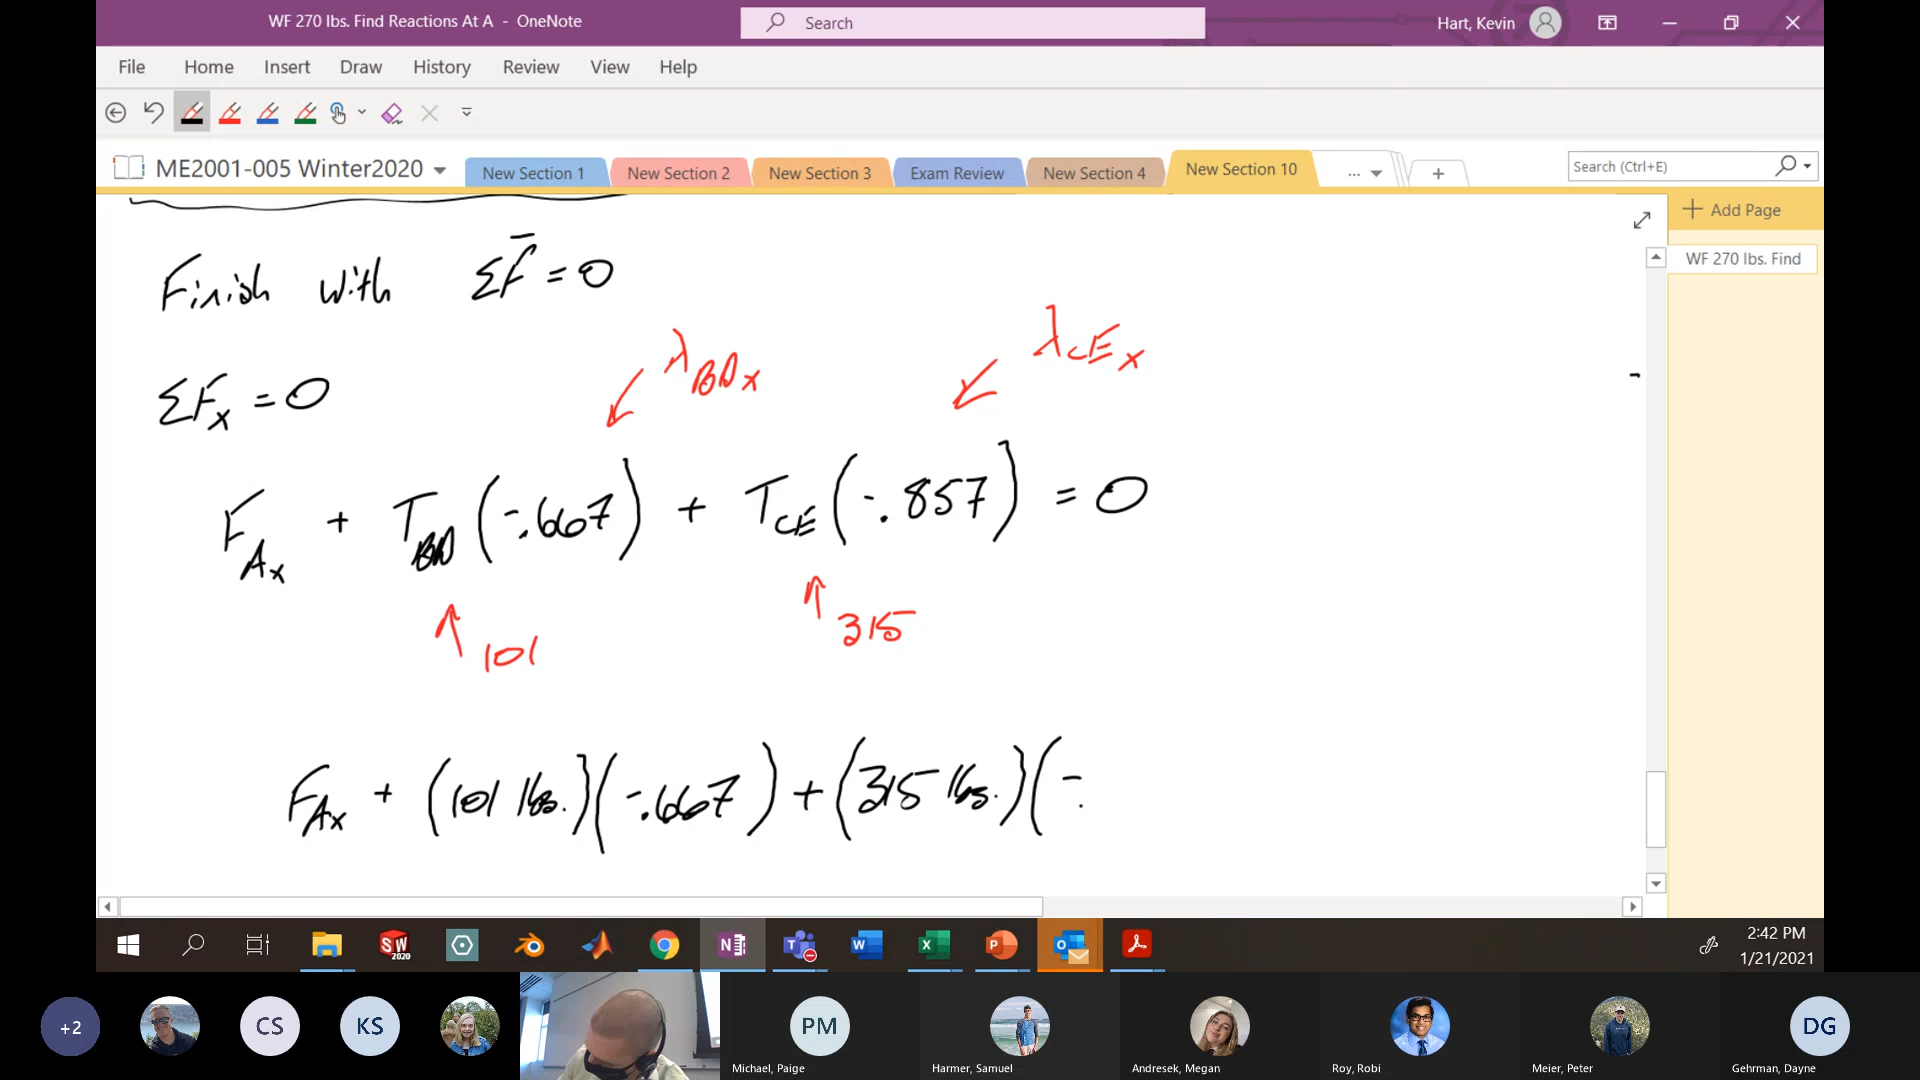 WF 270 lbs. Find Reactions At A - OneNote
Search
Hart, Kevin
File Home Insert Draw History Review View Help
ME2001-005 Winter2020
New Section 1
New Section 2
New Section 3
Exam Review
New Section 4
New Section 10
...
+
Search (Ctrl+E)
Add Page
WF 270 lbs. Find
Finish with ΣF̄ = 0
λBDx
λCEx
ΣFx = 0
FAx + TBD (-.667) + TCE (-.857) = 0
101
315
FAx + (101 lbs.)(-.667) + (315 lbs.)(-.
SW
2020
2:42 PM
1/21/2021
+2
CS
KS
PM
DG
Michael, Paige
Harmer, Samuel
Andresek, Megan
Roy, Robi
Meier, Peter
Gehrman, Dayne